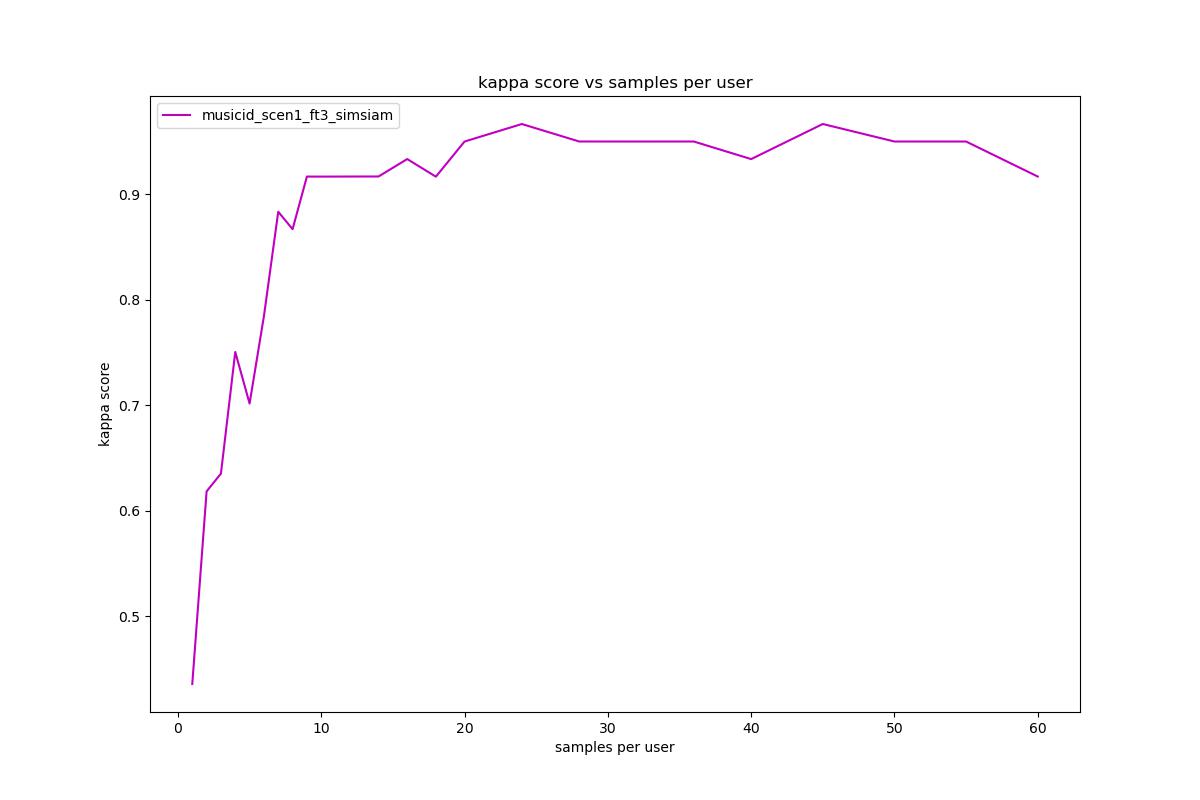 kappa score vs samples per user
musicid_scen1_ft3_simsiam
kappa score
0.9
0.8
0.7
0.6
0.5
0 10 20 30 40 50 60
samples per user